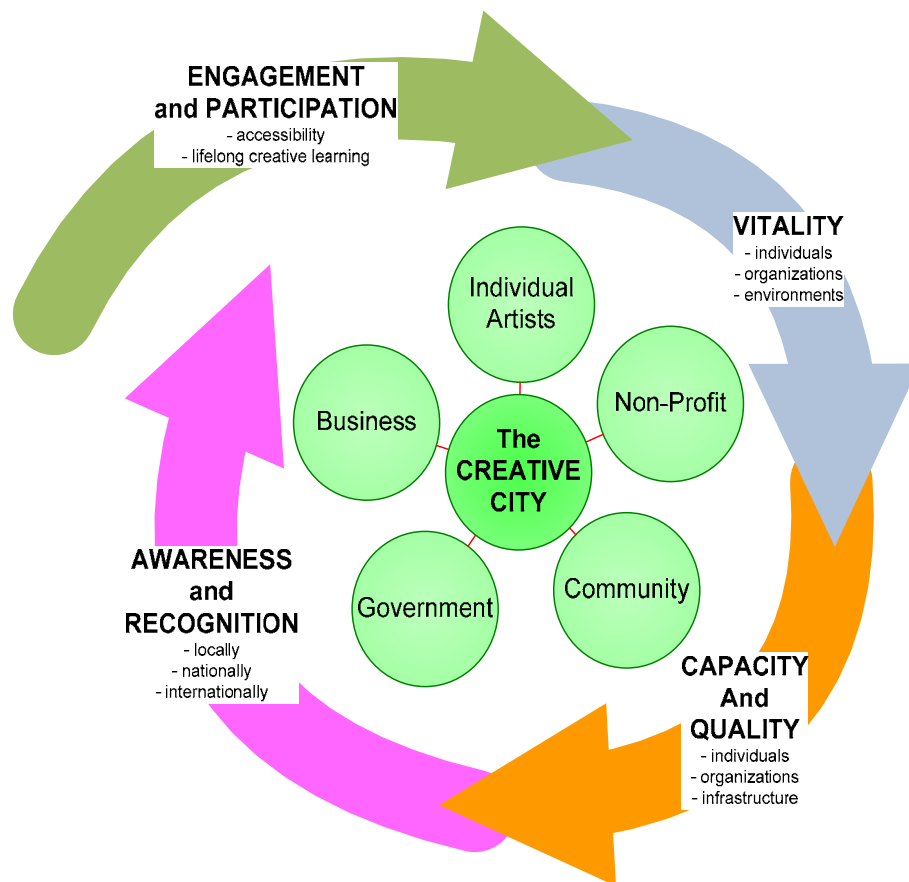 ENGAGEMENT
and PARTICIPATION
- accessibility
- lifelong creative learning
VITALITY
- individuals
- organizations
- environments
Individual
Artists
Non-Profit
Business
The
CREATIVE
CITY
Community
Government
AWARENESS
and
RECOGNITION
- locally
- nationally
- internationally
CAPACITY
And
QUALITY
- individuals
- organizations
- infrastructure